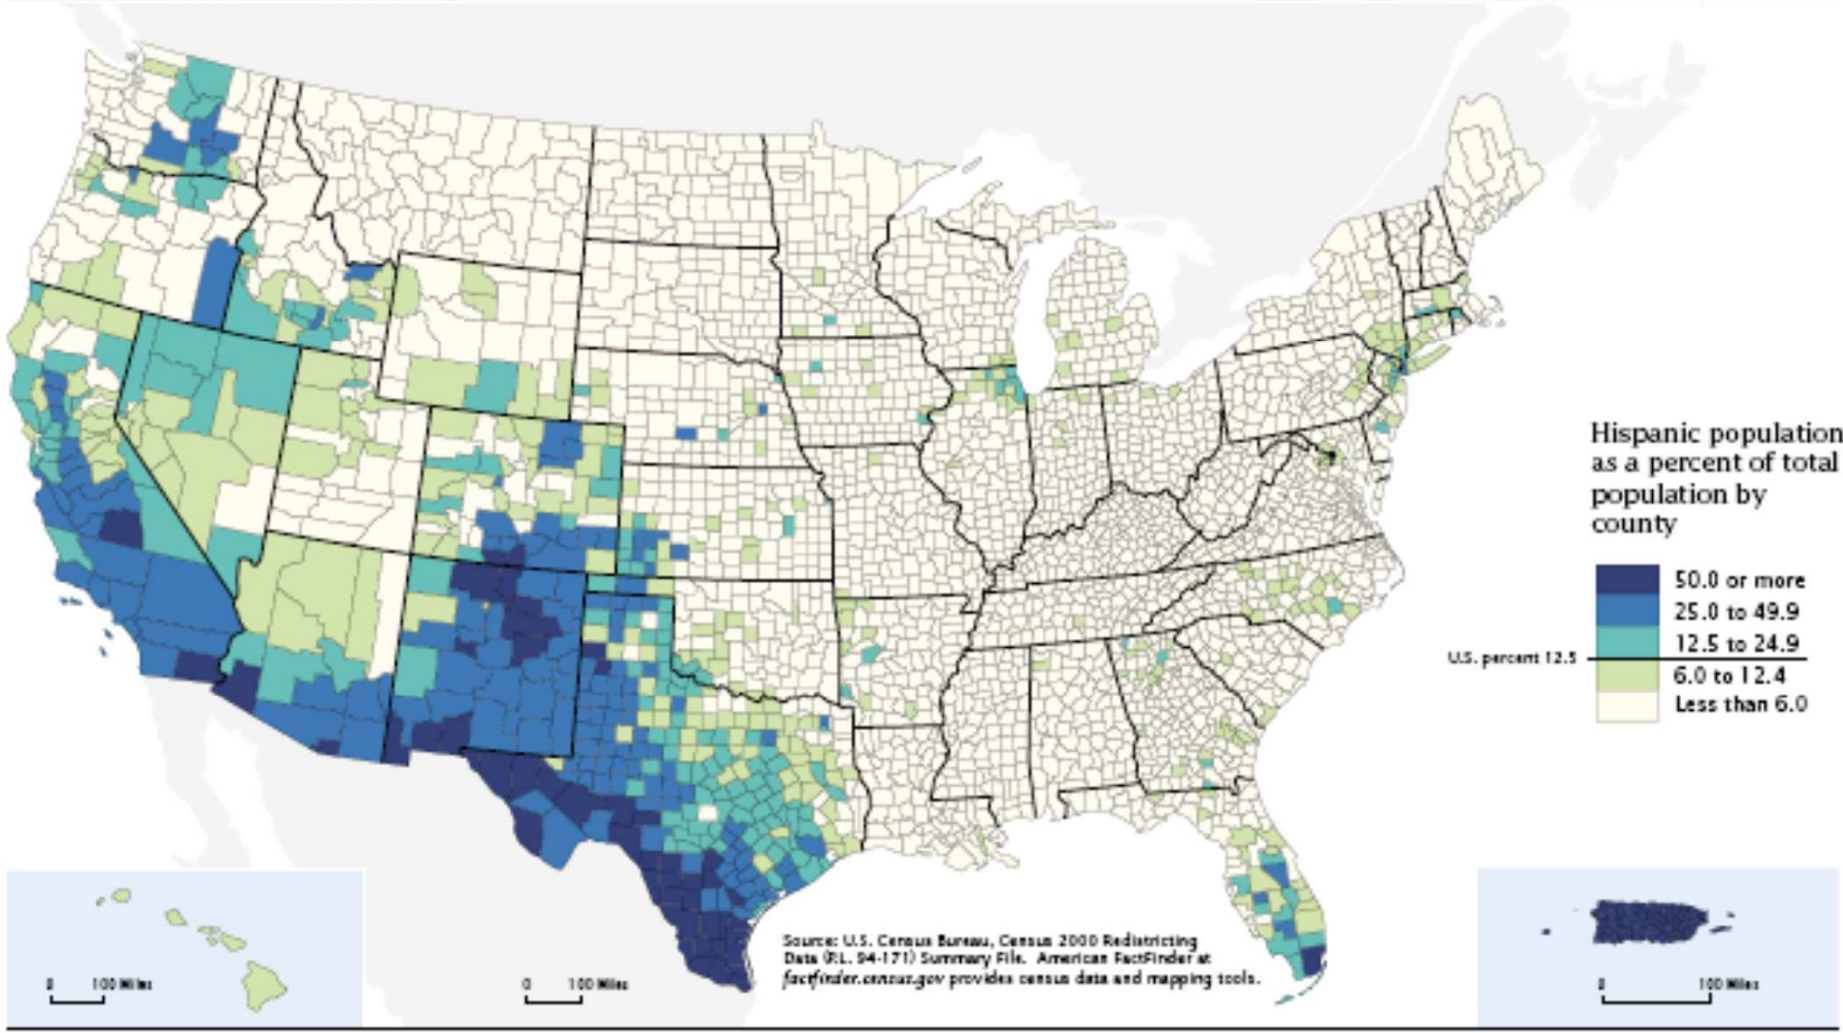 Hispanic population
as a percent of total
population by
county
50.0 or more
25.0 to 49.9
12.5 to 24.9
U.S. percent 12.5
6.0 to 12.4
Less than 6.0
Source: U.S. Census Bureau, Census 2000 Redistricting
Data (P.L. 94-171) Summary File. American FactFinder at
factfinder.census.gov provides census data and mapping tools.
0 100 Miles
0 100 Miles
0 100 Miles